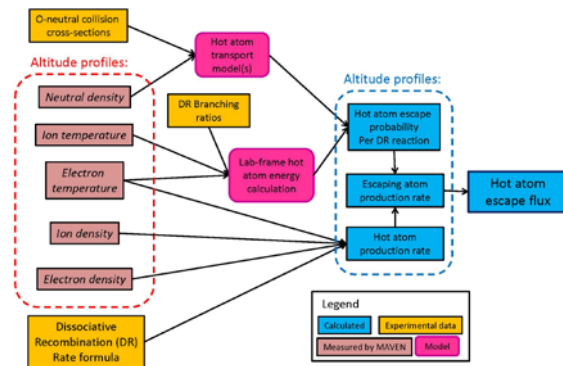 O-neutral collision
cross-sections
Altitude profiles:
Neutral density
Ion temperature
Electron
temperature
Ion density
Electron density
Dissociative
Recombination (DR)
Rate formula
Hot atom
transport
model(s)
DR Branching
ratios
Lab-frame hot
atom energy
calculation
Altitude profiles:
Hot atom escape
probability
Per DR reaction
Escaping atom
production rate
Hot atom
production rate
Hot atom
escape flux
Legend
Calculated
Experimental data
Measured by MAVEN
Model